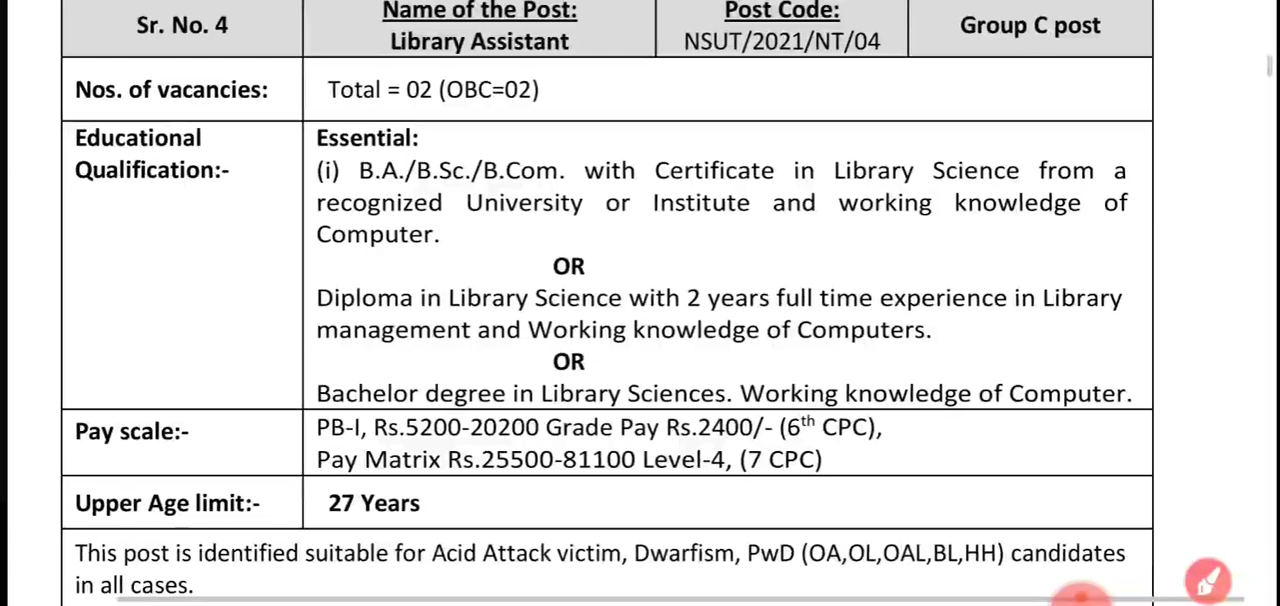 Sr. No. 4
Name of the Post:
Library Assistant
Post Code:
NSUT/2021/NT/04
Group C post
Nos. of vacancies:
Total = 02 (OBC=02)
Educational
Qualification:-
Essential:
(i) B.A./B.Sc./B.Com. with Certificate in Library Science from a
recognized University or Institute and working knowledge of
Computer.
OR
Diploma in Library Science with 2 years full time experience in Library
management and Working knowledge of Computers.
OR
Bachelor degree in Library Sciences. Working knowledge of Computer.
Pay scale:-
PB-I, Rs.5200-20200 Grade Pay Rs.2400/- (6th CPC),
Pay Matrix Rs.25500-81100 Level-4, (7 CPC)
Upper Age limit:-
27 Years
This post is identified suitable for Acid Attack victim, Dwarfism, PwD (OA,OL,OAL,BL,HH) candidates
in all cases.